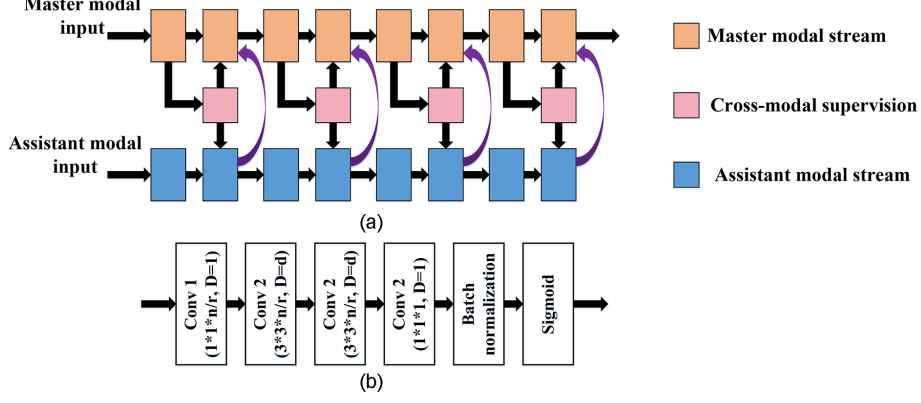 Master modal
input
Master modal stream
Cross-modal supervision
Assistant modal
input
Assistant modal stream
(a)
Conv 1
(1*1*n/r, D=1)
Conv 2
(3*3*n/r, D=d)
Conv 2
(3*3*n/r, D=d)
Conv 2
(1*1*1, D=1)
Batch
normalization
Sigmoid
(b)